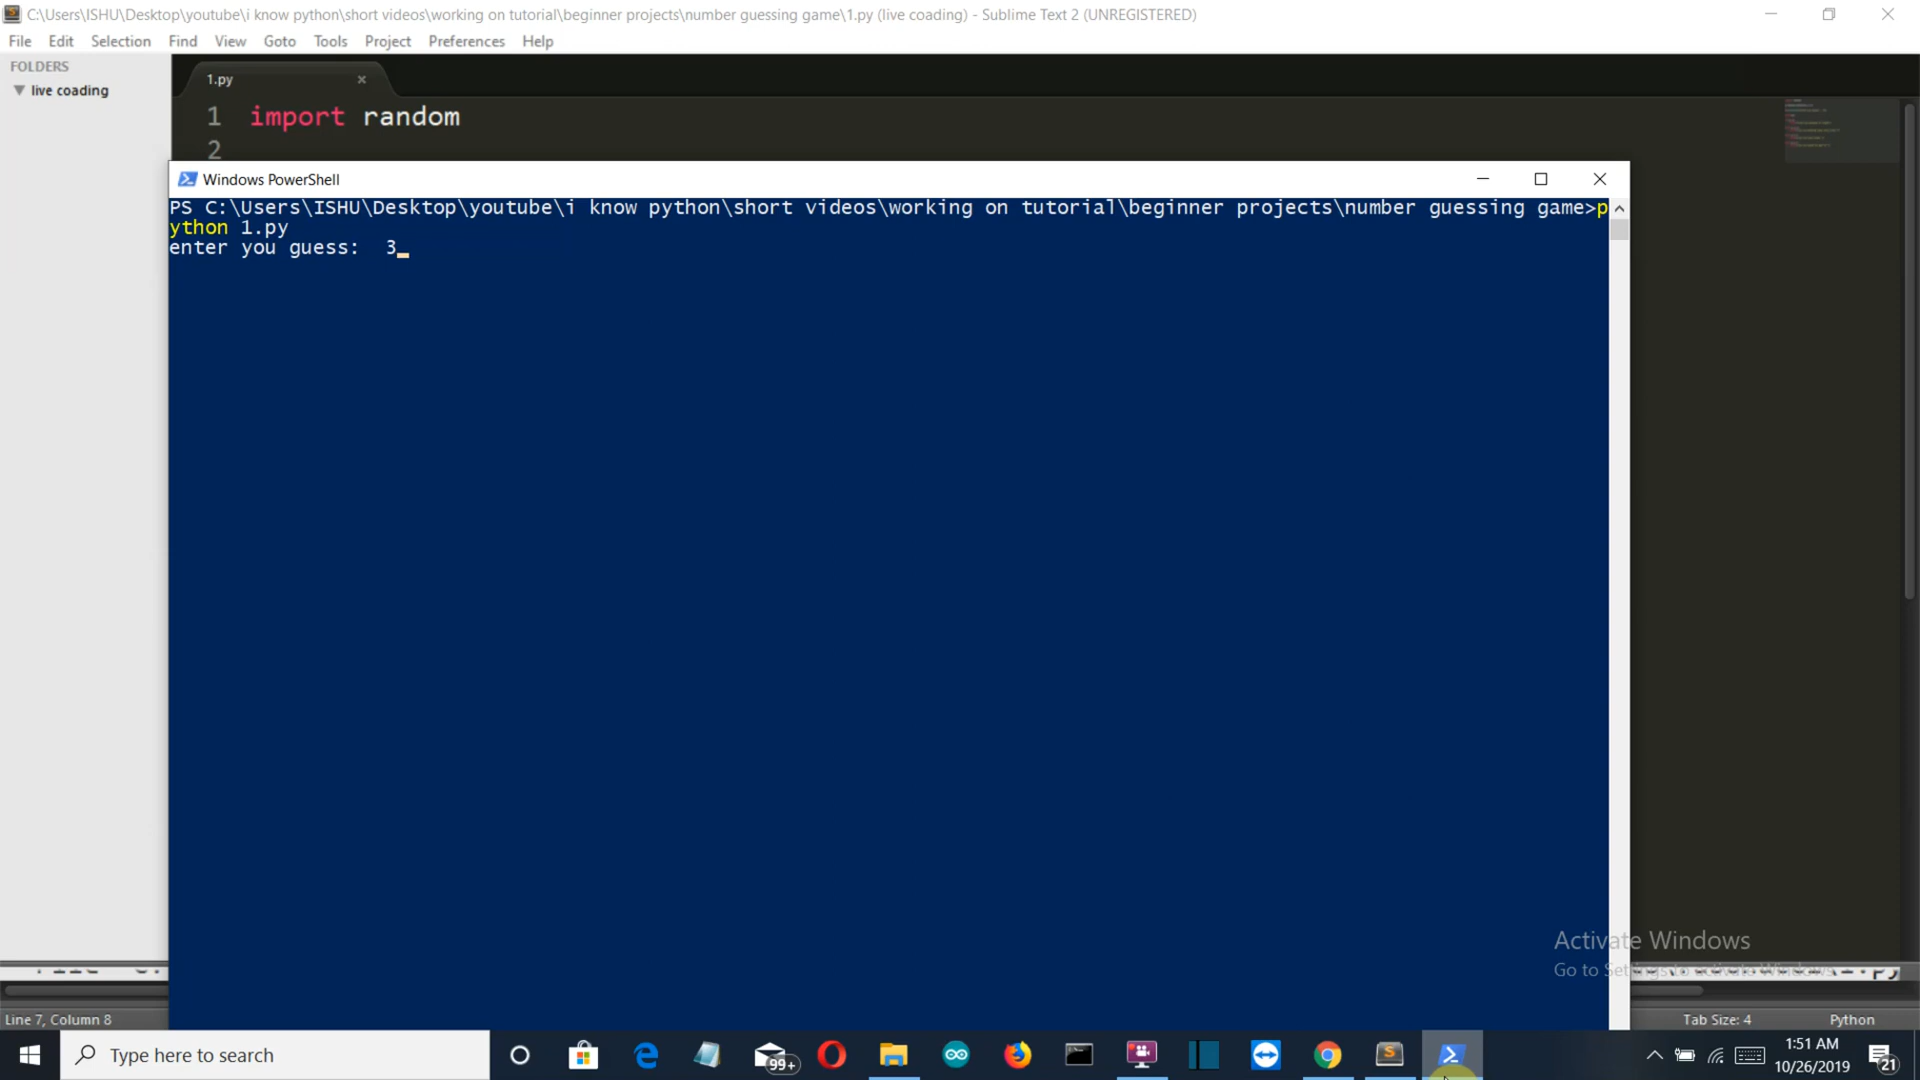 C:\Users\ISHU\Desktop\youtube\i know python\short videos\working on tutorial\beginner projects\number guessing game\1.py (live coading) - Sublime Text 2 (UNREGISTERED)
File Edit Selection Find View Goto Tools Project Preferences Help
FOLDERS
live coading
1.py
1 import random
2
Windows PowerShell
PS C:\Users\ISHU\Desktop\youtube\i know python\short videos\working on tutorial\beginner projects\number guessing game>p
ython 1.py
enter you guess:  3
Activate Windows
Go to Settings to activate Windows.
Line 7, Column 8
Tab Size: 4
Python
Type here to search
99+
1:51 AM
10/26/2019
21